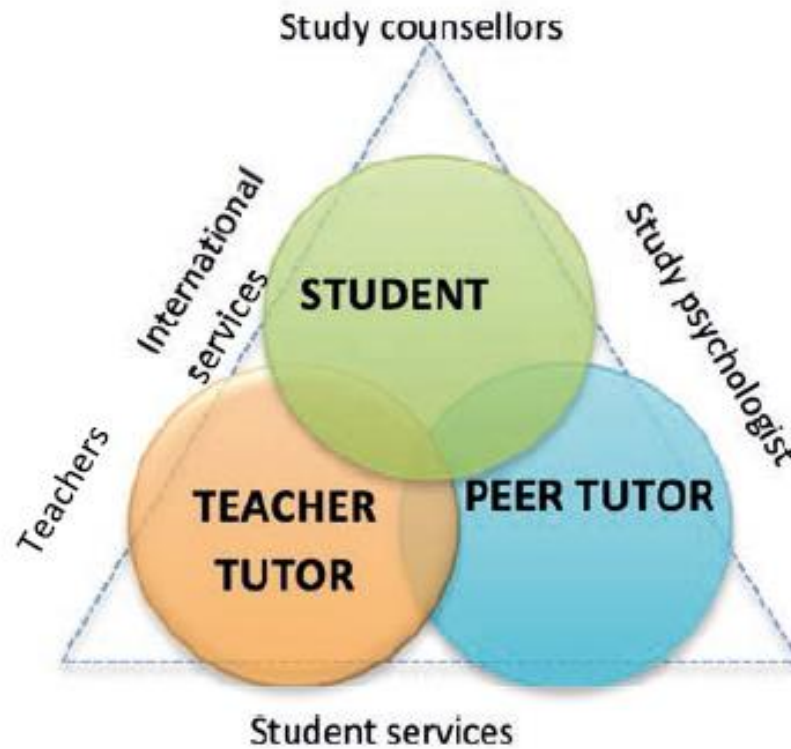 Study counsellors
International
services
Study psychologist
STUDENT
Teachers
TEACHER
TUTOR
PEER TUTOR
Student services